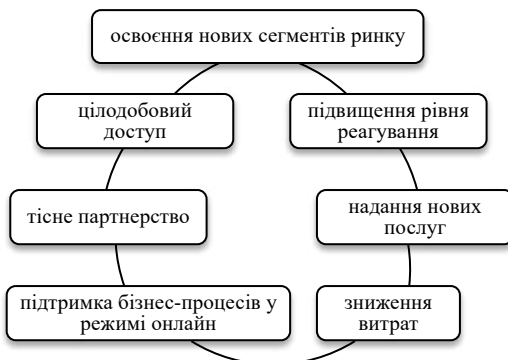 освоєння нових сегментів ринку
цілодобовий
доступ
підвищення рівня
реагування
тісне партнерство
надання нових
послуг
підтримка бізнес-процесів у
режимі онлайн
зниження
витрат